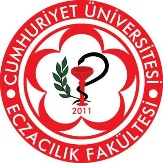 CUMHURİYET ÜNİVERSİTESİ
2011
ECZACILIK FAKÜLTESİ